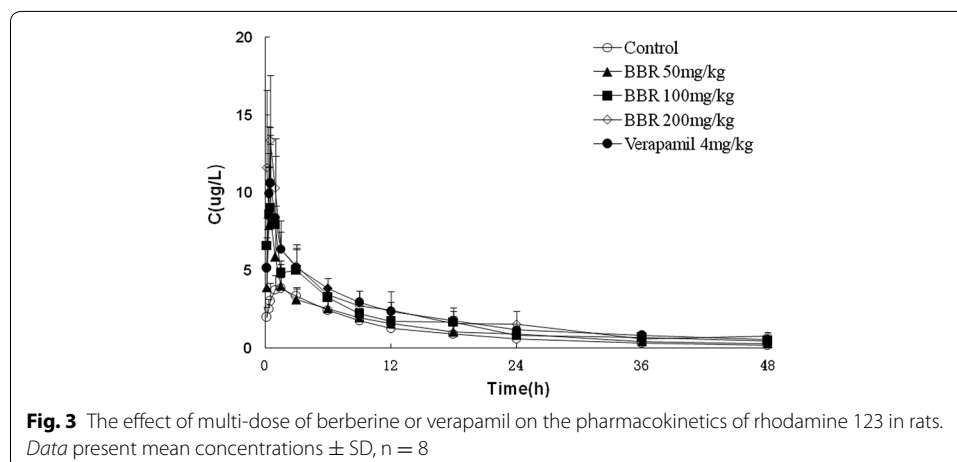 20
15
10
5
0
C(ug/L)
Control
BBR 50mg/kg
BBR 100mg/kg
BBR 200mg/kg
Verapamil 4mg/kg
0 12 24 36 48
Time(h)
Fig. 3 The effect of multi-dose of berberine or verapamil on the pharmacokinetics of rhodamine 123 in rats.
Data present mean concentrations ± SD, n = 8